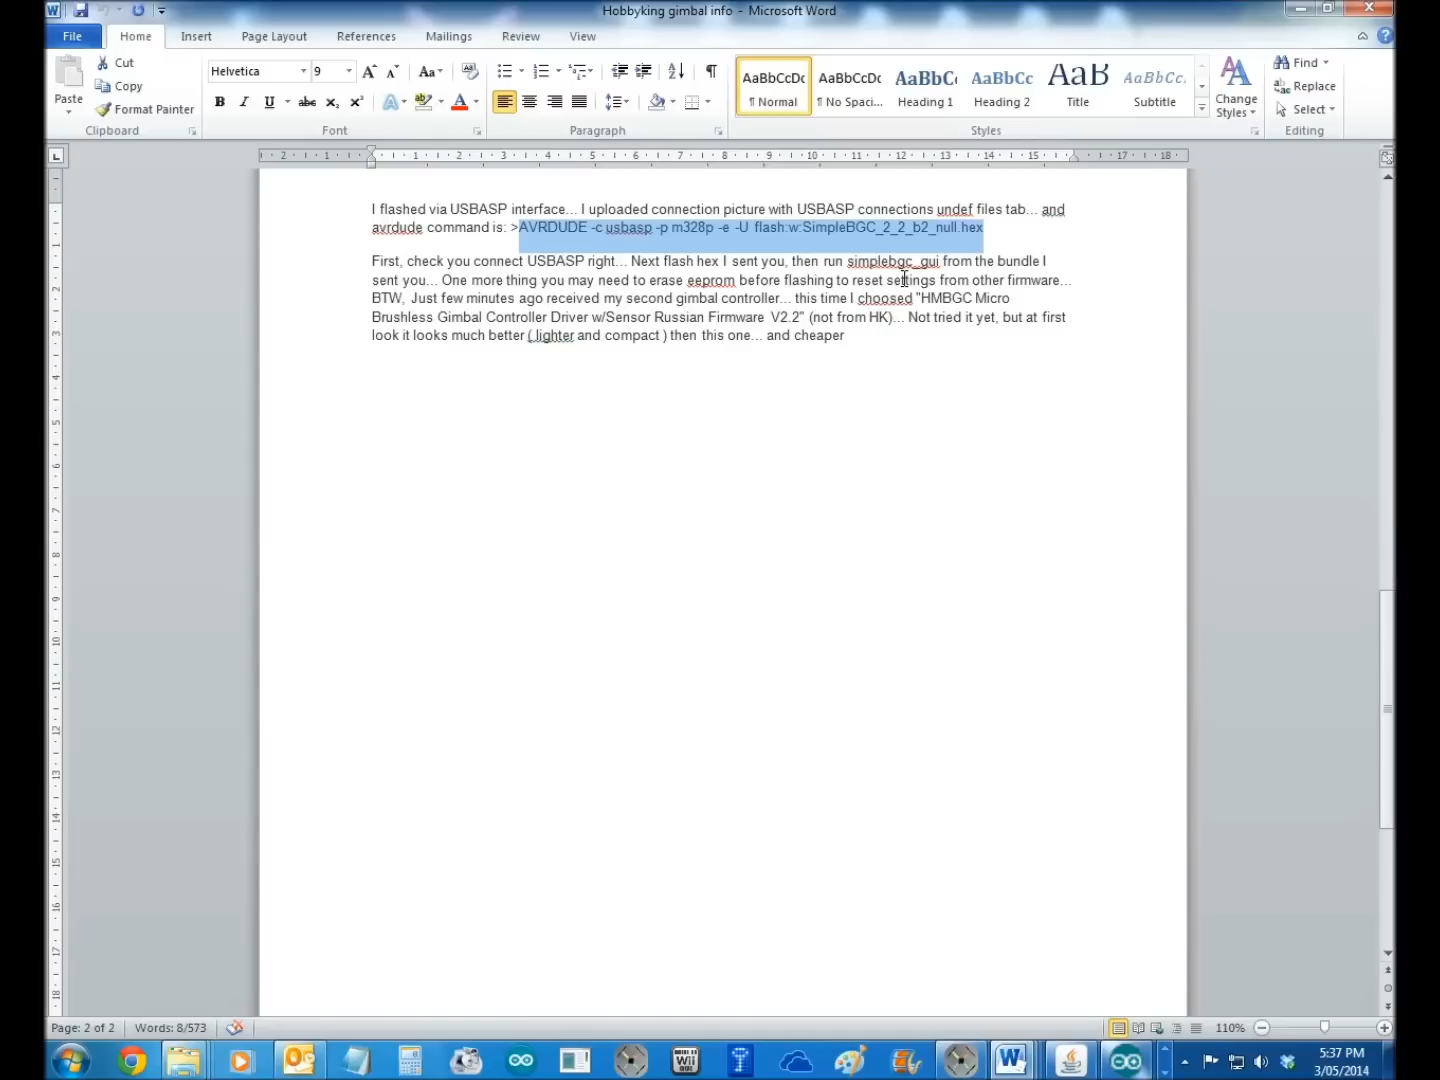 Hobbyking gimbal info - Microsoft Word
File Home Insert Page Layout References Mailings Review View
Paste
Cut
Copy
Format Painter
Clipboard
Helvetica 9
Font
Paragraph
AaBbCcDc ¶ Normal
AaBbCcDc ¶ No Spaci...
AaBbC Heading 1
AaBbCc Heading 2
AaB Title
AaBbCc. Subtitle
Change Styles
Styles
Find
Replace
Select
Editing
I flashed via USBASP interface... I uploaded connection picture with USBASP connections undef files tab... and
avrdude command is: >AVRDUDE -c usbasp -p m328p -e -U flash:w:SimpleBGC_2_2_b2_null.hex
First, check you connect USBASP right... Next flash hex I sent you, then run simplebgc_gui from the bundle I
sent you... One more thing you may need to erase eeprom before flashing to reset settings from other firmware...
BTW, Just few minutes ago received my second gimbal controller... this time I choosed "HMBGC Micro
Brushless Gimbal Controller Driver w/Sensor Russian Firmware V2.2" (not from HK)... Not tried it yet, but at first
look it looks much better ( lighter and compact ) then this one... and cheaper
Page: 2 of 2 Words: 8/573 110%
5:37 PM
3/05/2014